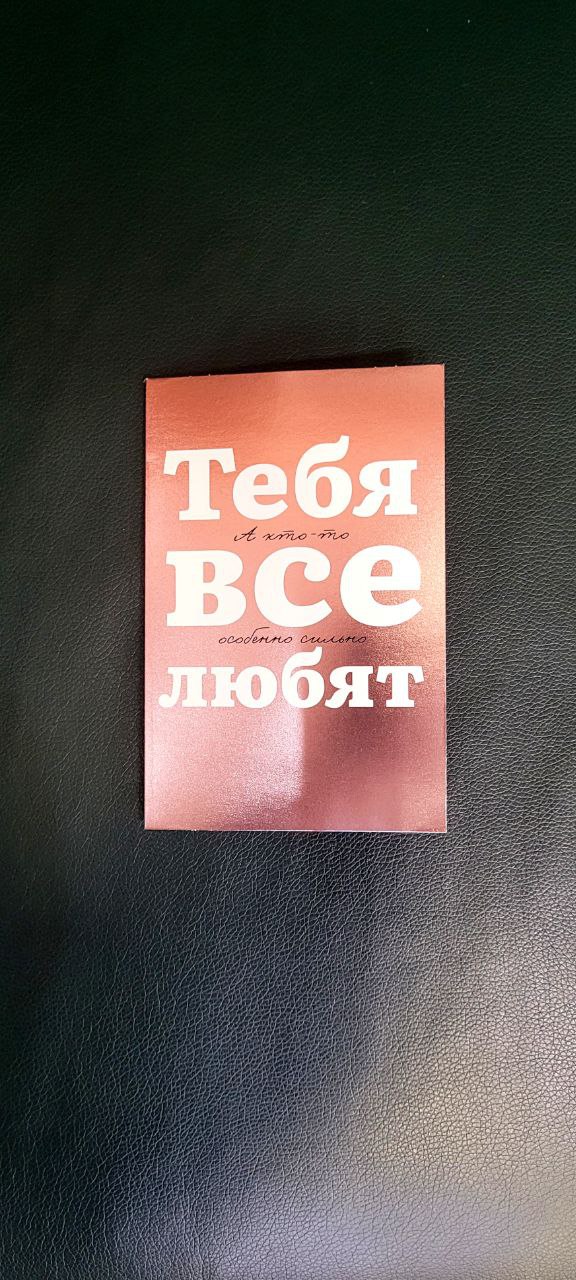 Тебя
А кто-то
все
особенно сильно
любят